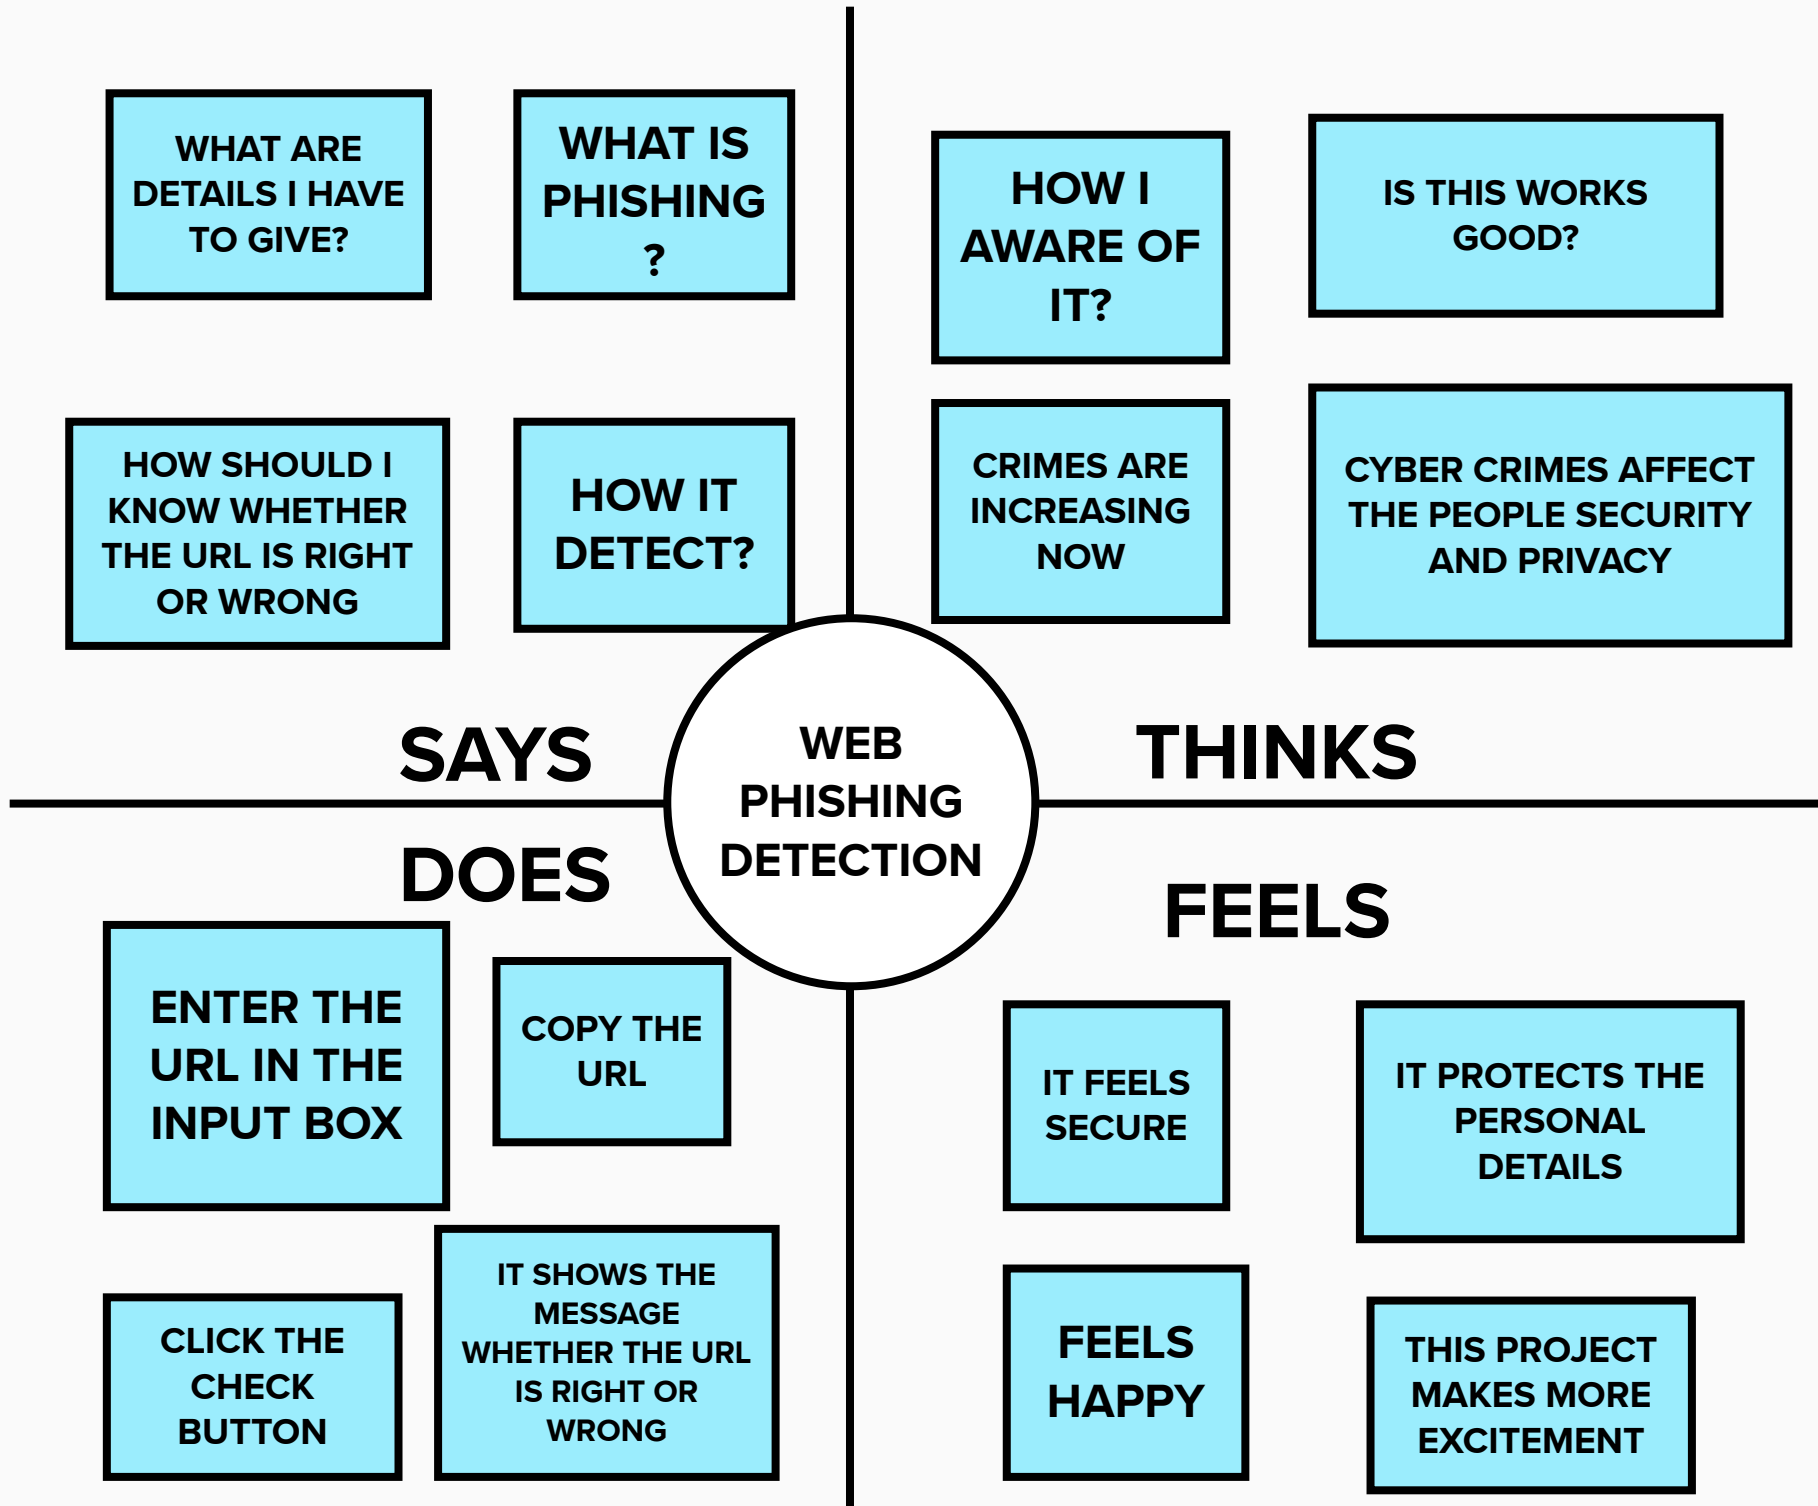 WHAT ARE
DETAILS I HAVE
TO GIVE?
WHAT IS
PHISHING
?
HOW SHOULD I
KNOW WHETHER
THE URL IS RIGHT
OR WRONG
HOW IT
DETECT?
SAYS
HOW I
AWARE OF
IT?
IS THIS WORKS
GOOD?
CRIMES ARE
INCREASING
NOW
CYBER CRIMES AFFECT
THE PEOPLE SECURITY
AND PRIVACY
THINKS
WEB
PHISHING
DETECTION
DOES
ENTER THE
URL IN THE
INPUT BOX
COPY THE
URL
CLICK THE
CHECK
BUTTON
IT SHOWS THE
MESSAGE
WHETHER THE URL
IS RIGHT OR
WRONG
FEELS
IT FEELS
SECURE
IT PROTECTS THE
PERSONAL
DETAILS
FEELS
HAPPY
THIS PROJECT
MAKES MORE
EXCITEMENT